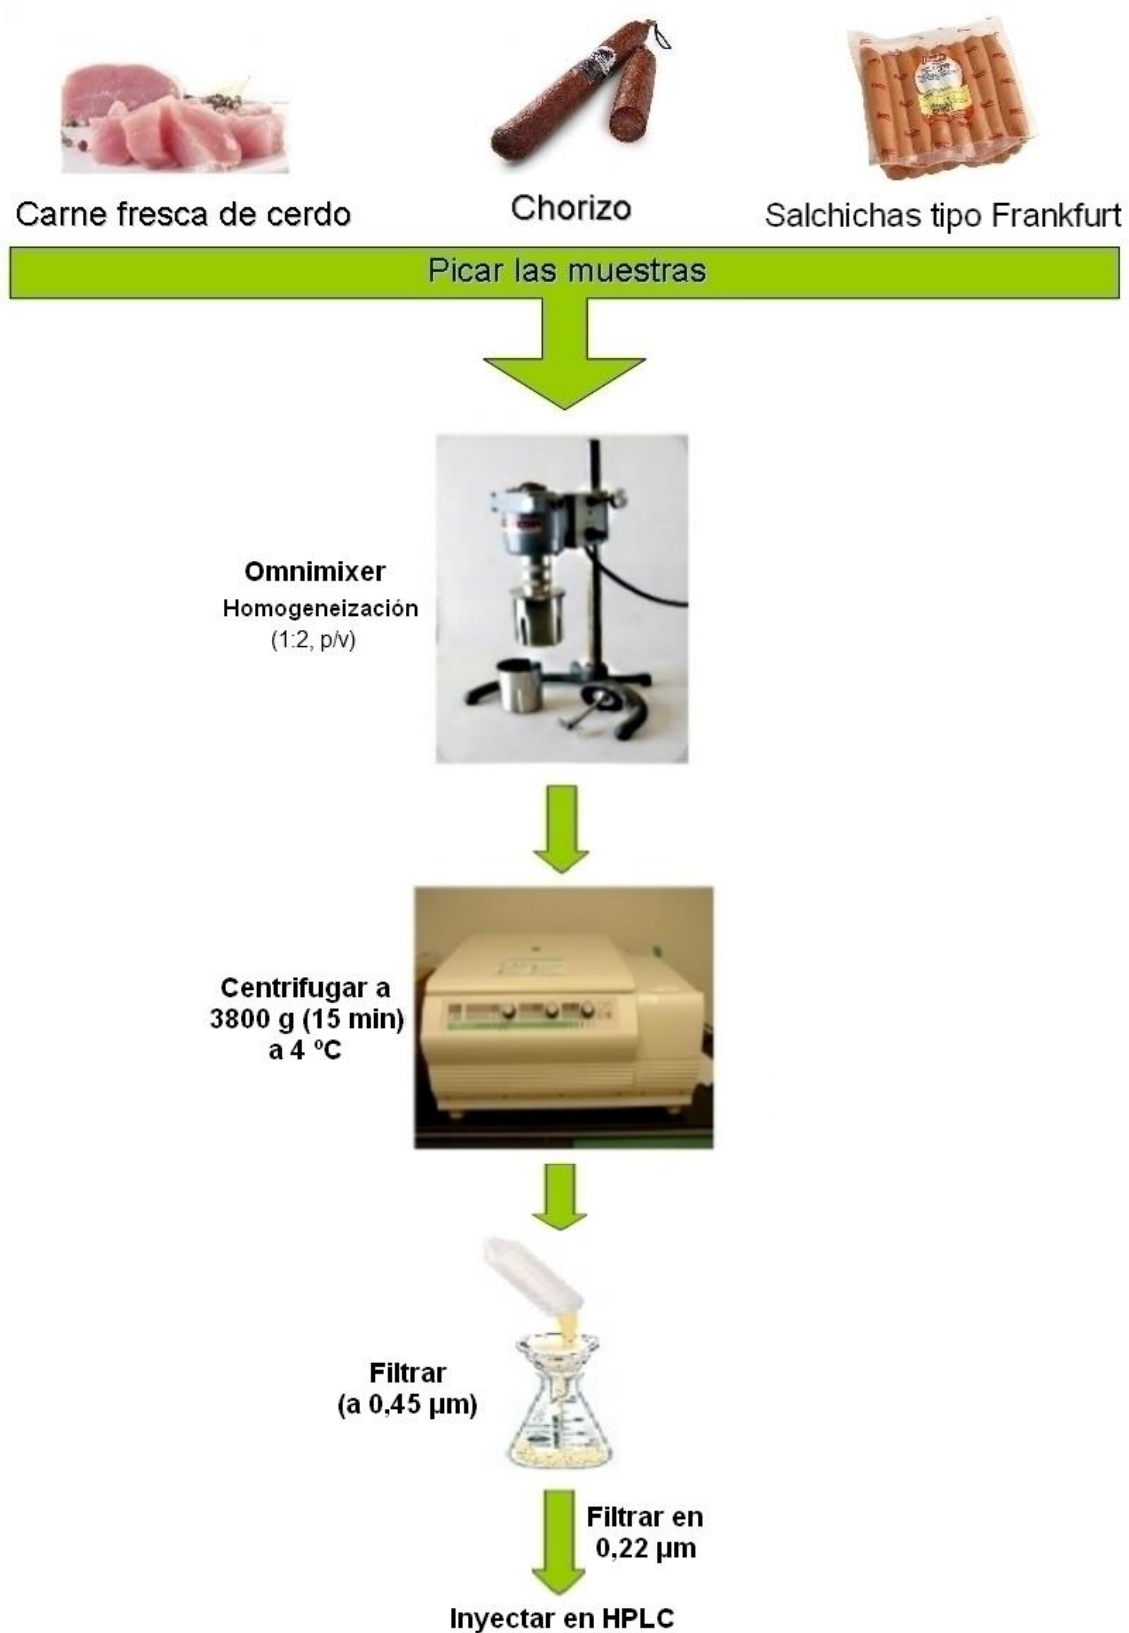 Carne fresca de cerdo
Chorizo
Salchichas tipo Frankfurt
Picar las muestras
Omnimixer
Homogeneización
(1:2, p/v)
Centrifugar a
3800 g (15 min)
a 4 ºC
Filtrar
(a 0,45 µm)
Filtrar en
0,22 µm
Inyectar en HPLC